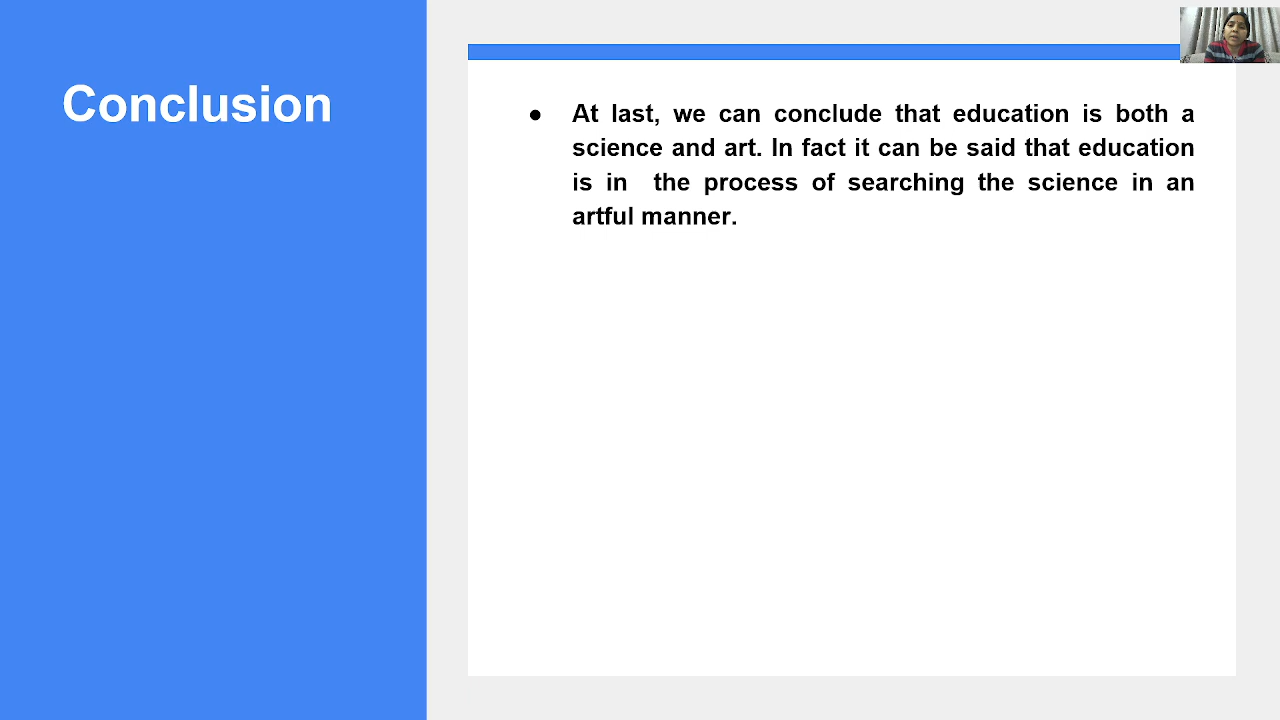 Conclusion
● At last, we can conclude that education is both a
science and art. In fact it can be said that education
is in the process of searching the science in an
artful manner.